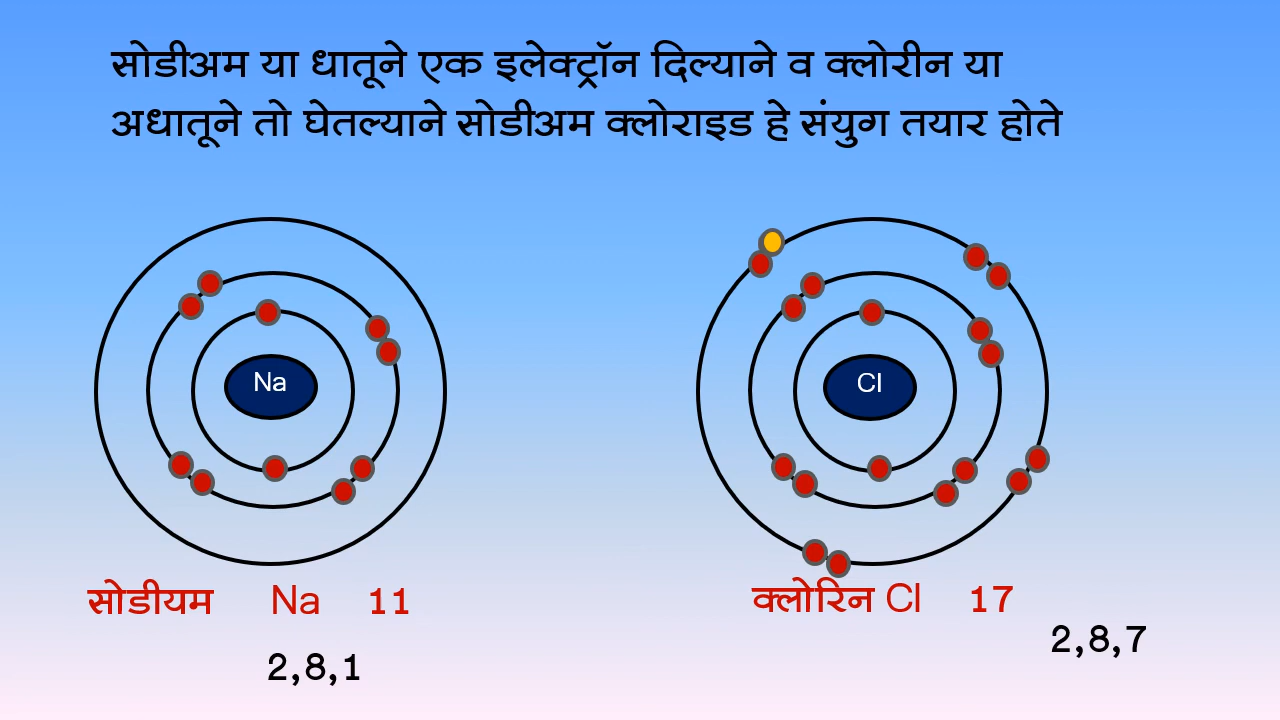 सोडीअम या धातूने एक इलेक्ट्रॉन दिल्याने व क्लोरीन या
अधातूने तो घेतल्याने सोडीअम क्लोराइड हे संयुग तयार होते
Na
Cl
सोडीयम Na 11
क्लोरिन Cl 17
2,8,1
2,8,7